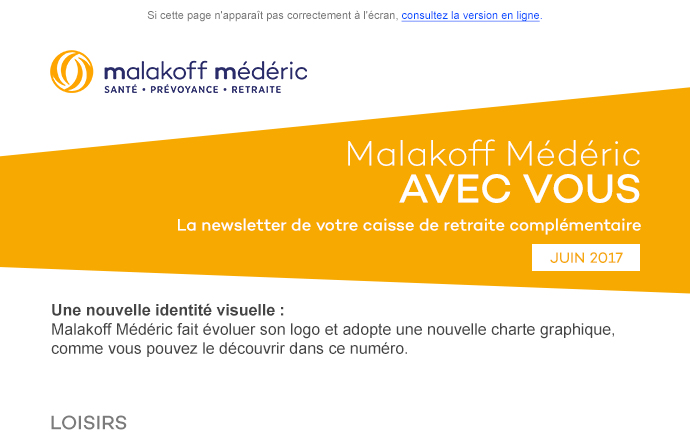 Si cette page n'apparaît pas correctement à l'écran, consultez la version en ligne.
malakoff médéric
SANTÉ • PRÉVOYANCE • RETRAITE
Malakoff Médéric
AVEC VOUS
La newsletter de votre caisse de retraite complémentaire
JUIN 2017
Une nouvelle identité visuelle :
Malakoff Médéric fait évoluer son logo et adopte une nouvelle charte graphique,
comme vous pouvez le découvrir dans ce numéro.
LOISIRS